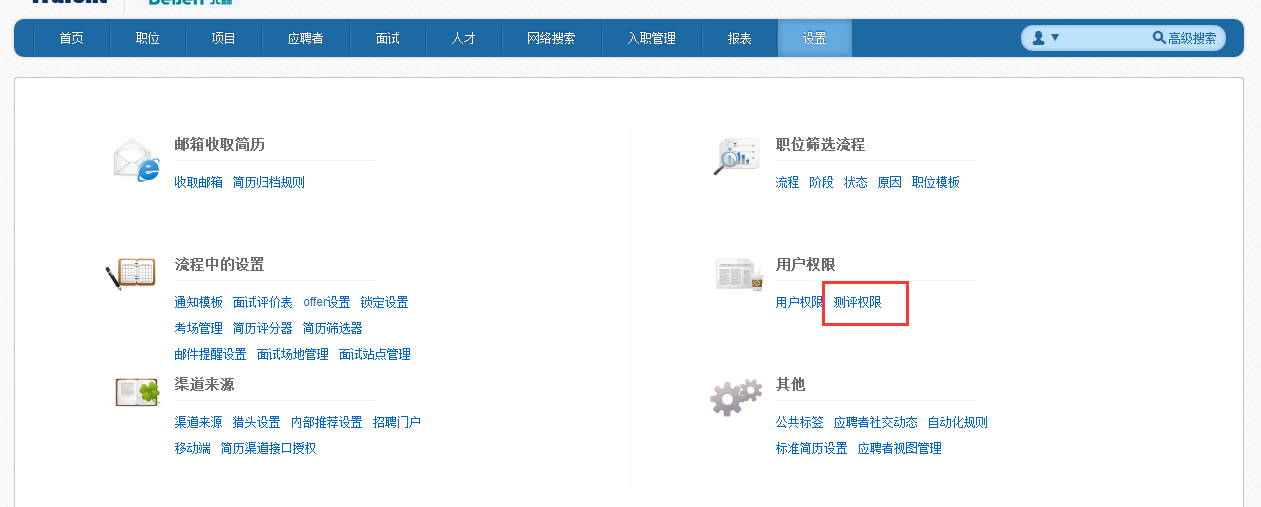 首页 职位 项目 应聘者 面试 人才 网络搜索 入职管理 报表 设置 高级搜索
邮箱收取简历
收取邮箱 简历归档规则
职位筛选流程
流程 阶段 状态 原因 职位模板
流程中的设置
通知模板 面试评价表 offer设置 锁定设置
考场管理 简历评分器 简历筛选器
邮件提醒设置 面试场地管理 面试站点管理
用户权限
用户权限 测评权限
渠道来源
渠道来源 猎头设置 内部推荐设置 招聘门户
移动端 简历渠道接口授权
其他
公共标签 应聘者社交动态 自动化规则
标准简历设置 应聘者视图管理